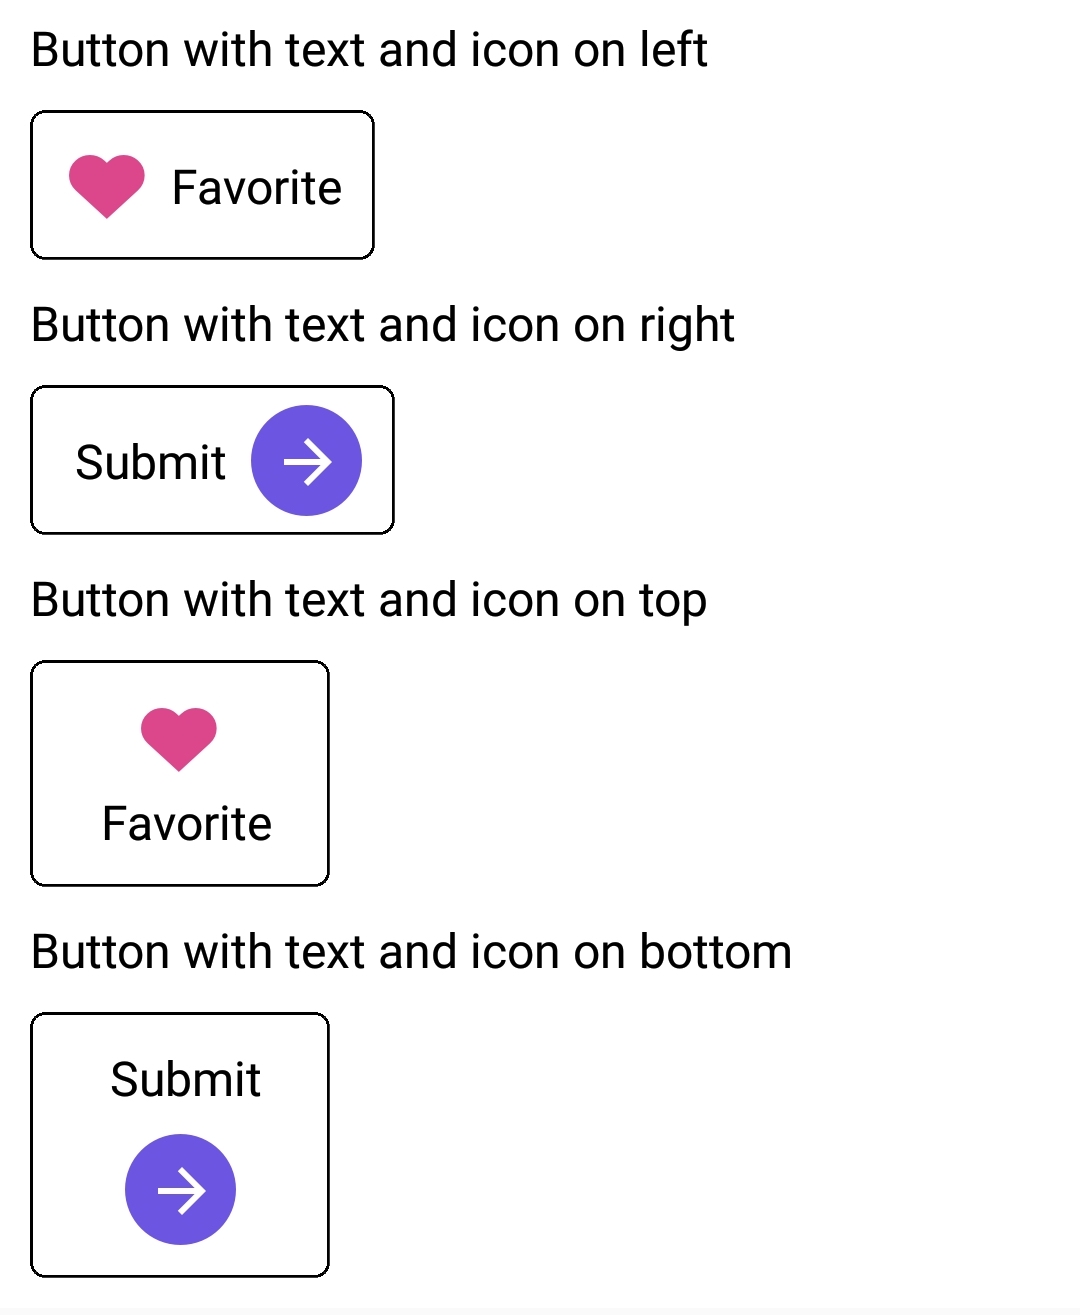 Button with text and icon on left
Favorite
Button with text and icon on right
Submit
Button with text and icon on top
Favorite
Button with text and icon on bottom
Submit